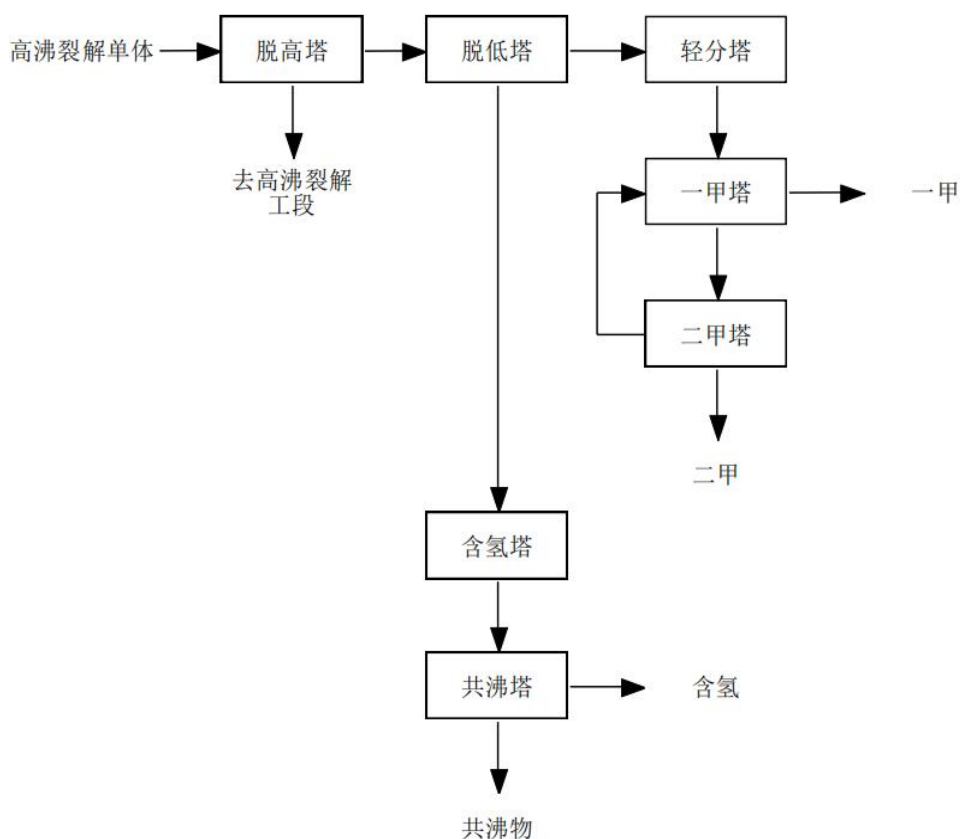 高沸裂解单体
脱高塔
脱低塔
轻分塔
去高沸裂解
工段
一甲塔
一甲
二甲塔
二甲
含氢塔
共沸塔
含氢
共沸物